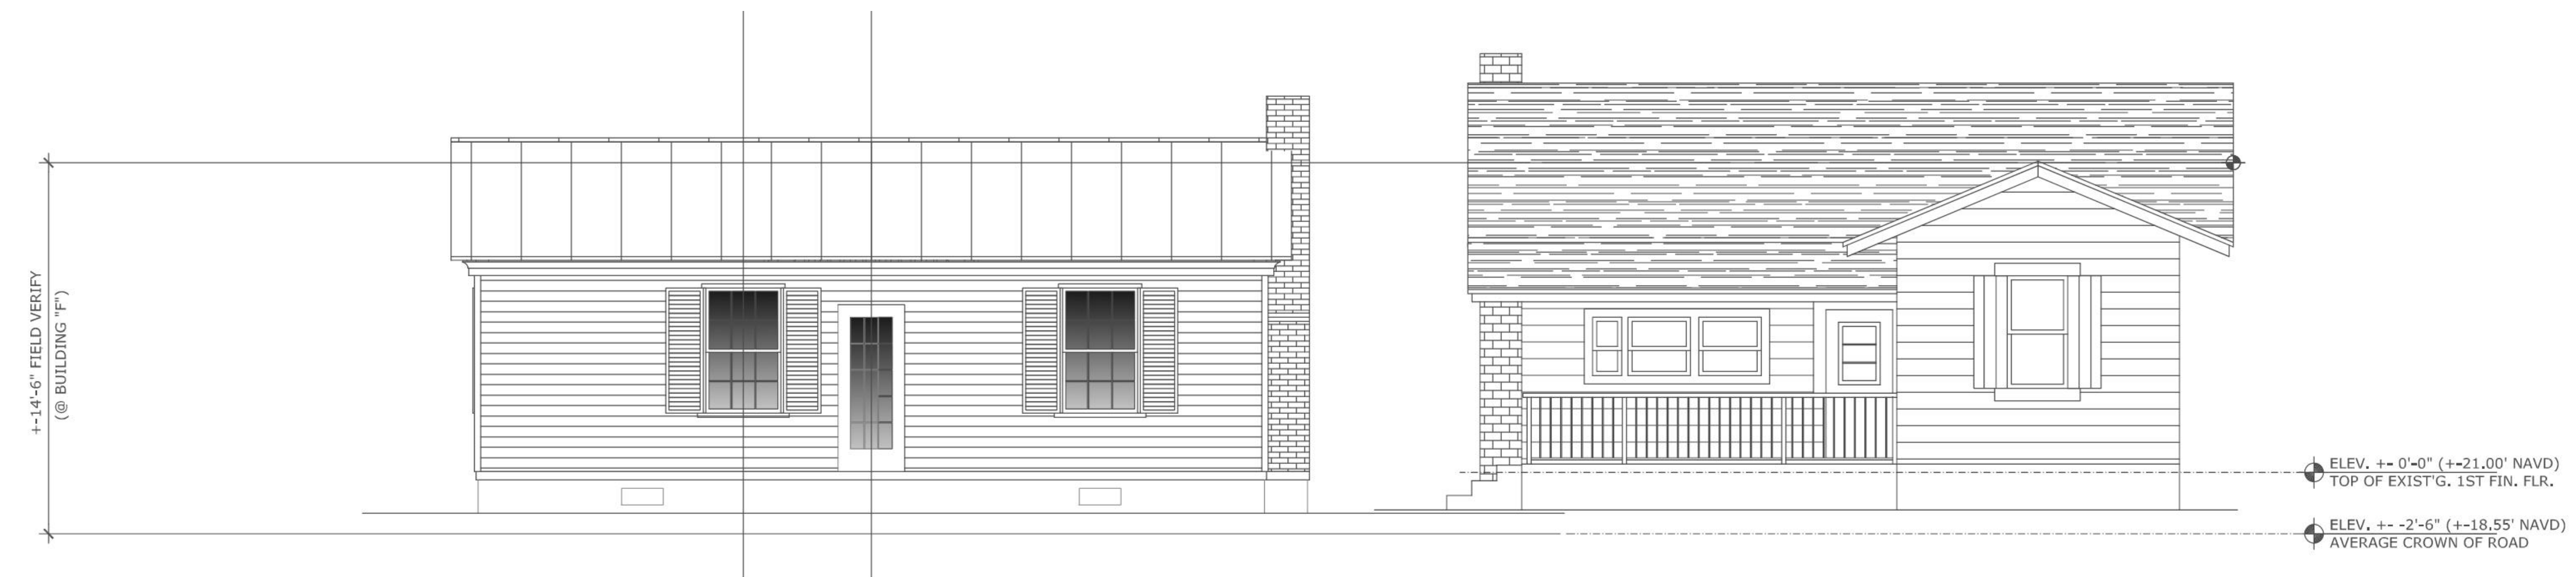 +-14'-6" FIELD VERIFY
(@ BUILDING "F")
ELEV. +- 0'-0" (+-21.00' NAVD)
TOP OF EXIST'G. 1ST FIN. FLR.
ELEV. +- -2'-6" (+-18.55' NAVD)
AVERAGE CROWN OF ROAD